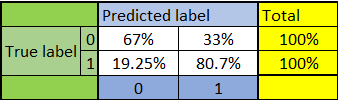 Predicted label Total
True label 0 67% 33% 100%
1 19.25% 80.7% 100%
0 1